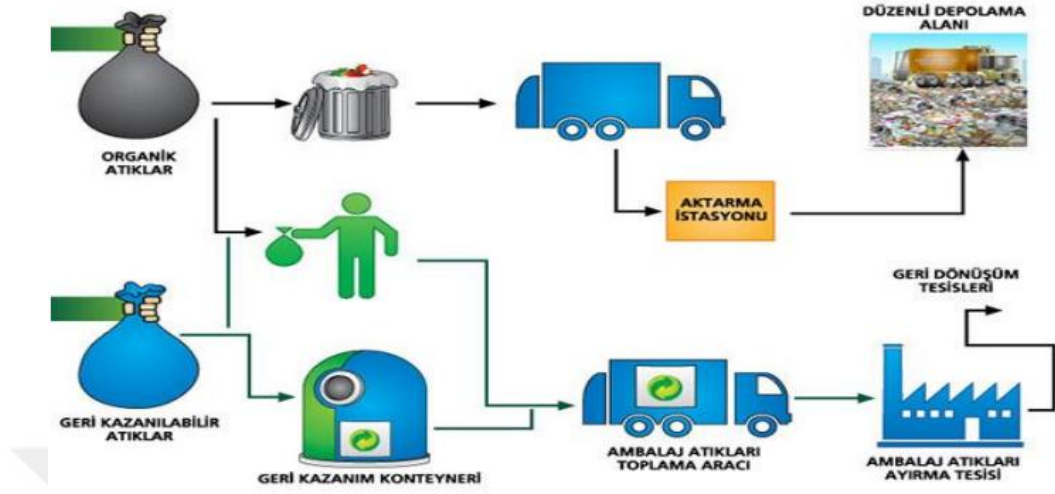 DÜZENLİ DEPOLAMA
ALANI
ORGANİK
ATIKLAR
AKTARMA
İSTASYONU
GERİ DÖNÜŞÜM
TESİSLERİ
GERİ KAZANILABİLİR
ATIKLAR
GERİ KAZANIM KONTEYNERİ
AMBALAJ ATIKLARI
TOPLAMA ARACI
AMBALAJ ATIKLARI
AYIRMA TESİSİ